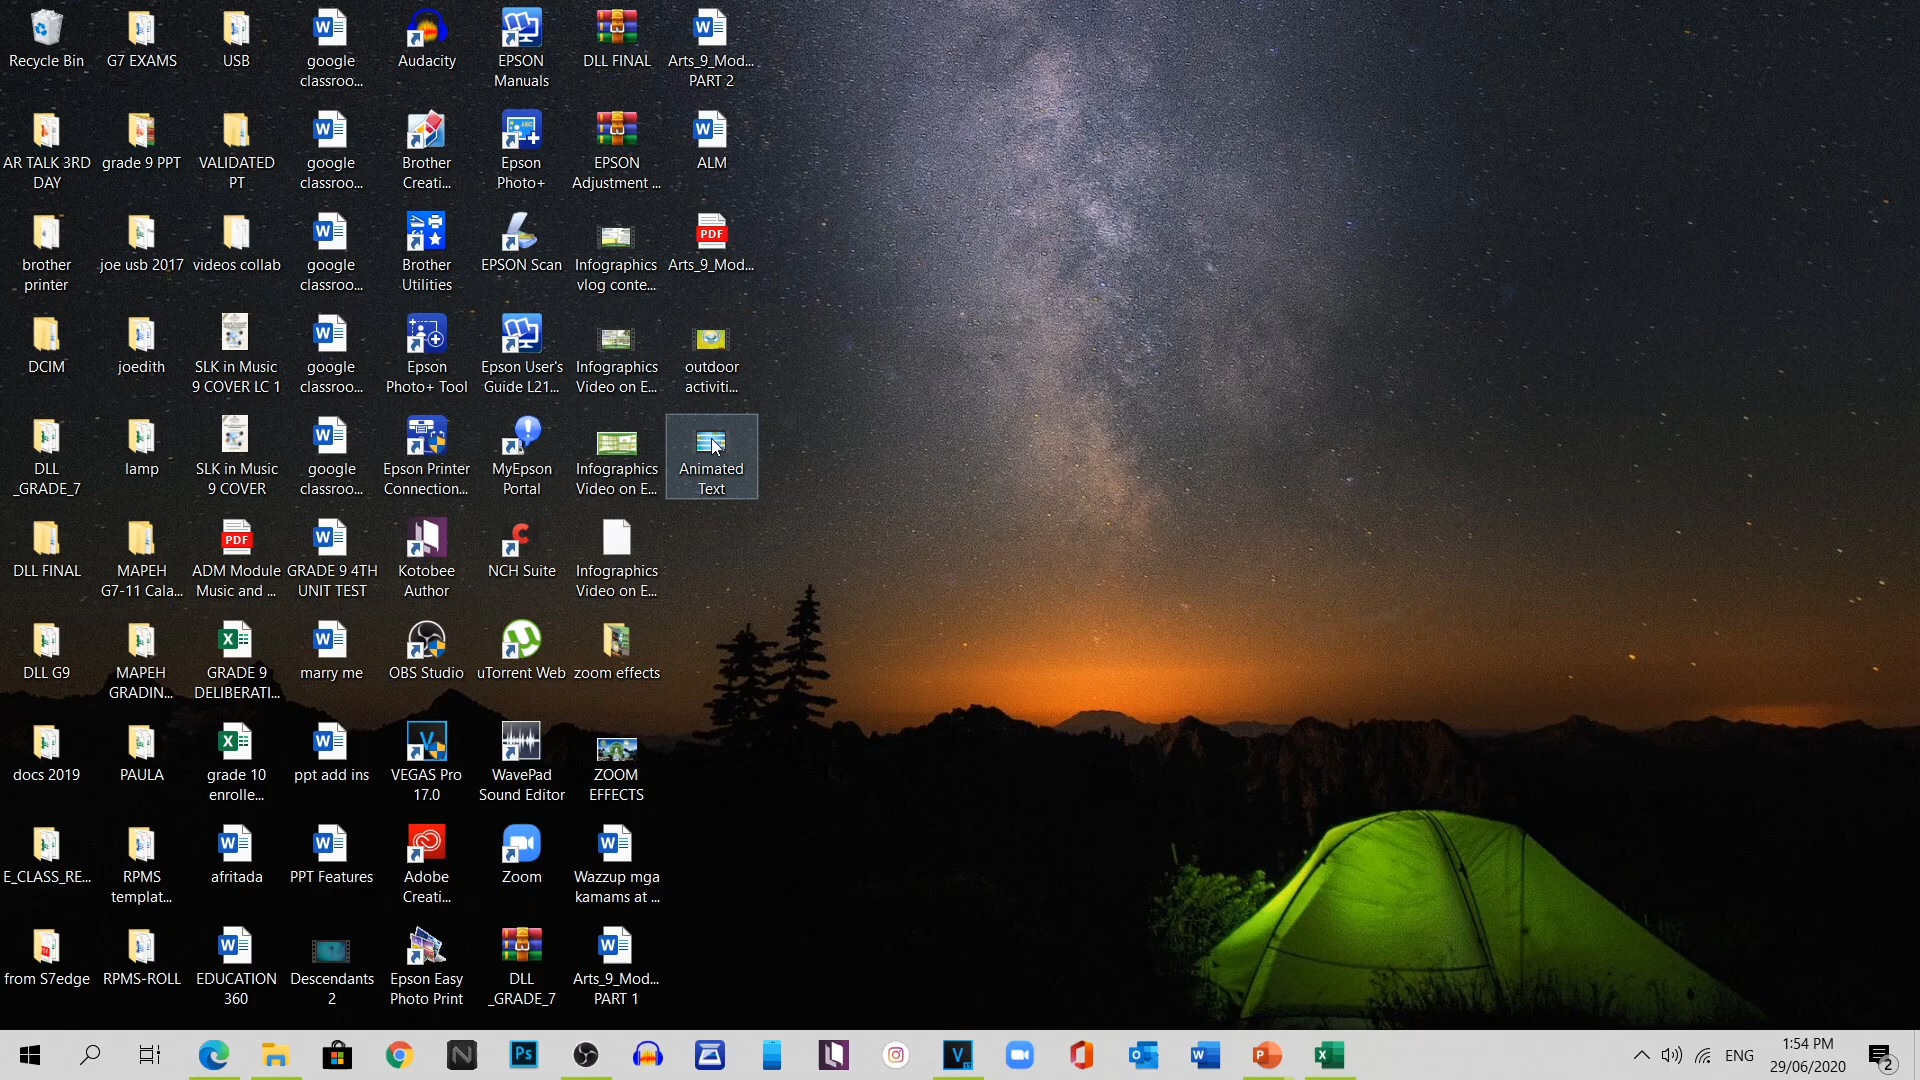 Recycle Bin
G7 EXAMS
USB
google
classroo...
Audacity
EPSON
Manuals
DLL FINAL
Arts_9_Mod...
PART 2
AR TALK 3RD
DAY
grade 9 PPT
VALIDATED
PT
google
classroo...
Brother
Creati...
Epson
Photo+
EPSON
Adjustment ...
ALM
brother
printer
joe usb 2017
videos collab
google
classroo...
Brother
Utilities
EPSON Scan
Infographics
vlog conte...
PDF
Arts_9_Mod...
DCIM
joedith
SLK in Music
9 COVER LC 1
google
classroo...
Epson
Photo+ Tool
Epson User's
Guide L21...
Infographics
Video on E...
outdoor
activiti...
DLL
_GRADE_7
lamp
SLK in Music
9 COVER
google
classroo...
Epson Printer
Connection...
MyEpson
Portal
Infographics
Video on E...
Animated
Text
DLL FINAL
MAPEH
G7-11 Cala...
PDF
ADM Module
Music and ...
GRADE 9 4TH
UNIT TEST
Kotobee
Author
NCH Suite
Infographics
Video on E...
DLL G9
MAPEH
GRADIN...
GRADE 9
DELIBERATI...
marry me
OBS Studio
uTorrent Web
zoom effects
docs 2019
PAULA
grade 10
enrolle...
ppt add ins
VEGAS Pro
17.0
WavePad
Sound Editor
ZOOM
EFFECTS
E_CLASS_RE...
RPMS
templat...
afritada
PPT Features
Adobe
Creati...
Zoom
Wazzup mga
kamams at ...
from S7edge
RPMS-ROLL
EDUCATION
360
Descendants
2
Epson Easy
Photo Print
DLL
_GRADE_7
Arts_9_Mod...
PART 1
ENG
1:54 PM
29/06/2020
2